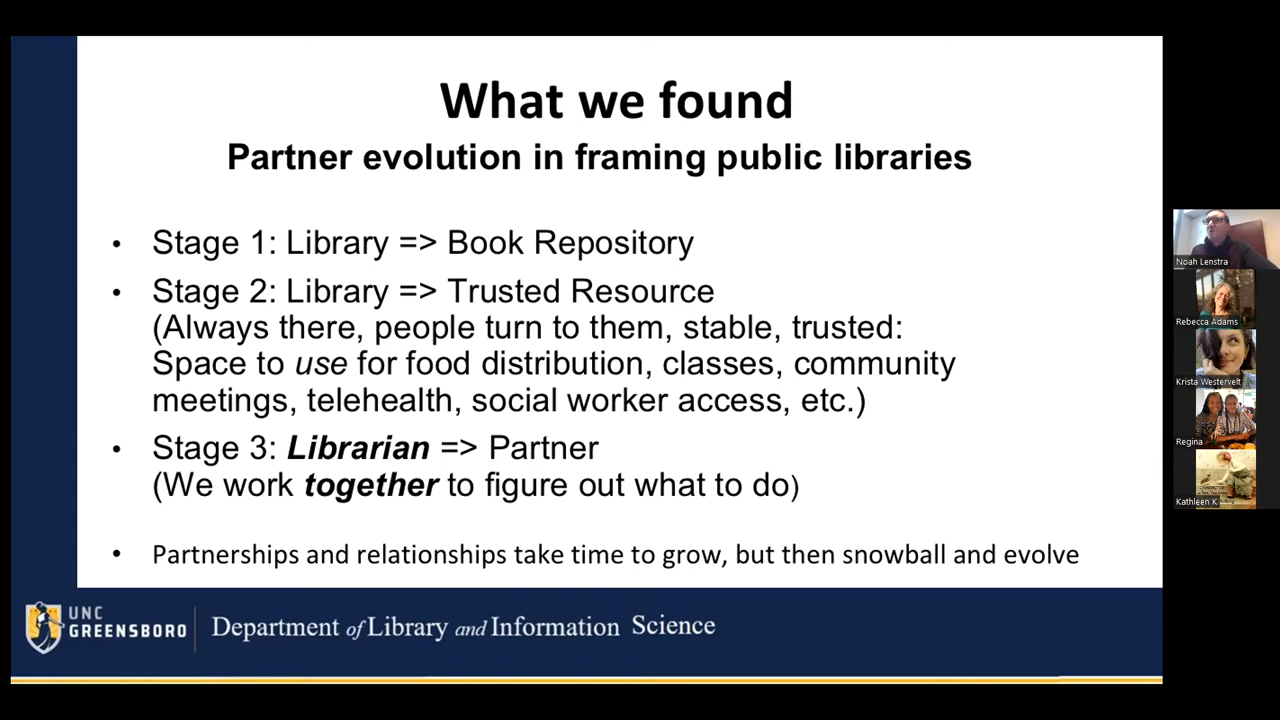 What we found
Partner evolution in framing public libraries
• Stage 1: Library => Book Repository
• Stage 2: Library => Trusted Resource
(Always there, people turn to them, stable, trusted:
Space to use for food distribution, classes, community
meetings, telehealth, social worker access, etc.)
• Stage 3: Librarian => Partner
(We work together to figure out what to do)
• Partnerships and relationships take time to grow, but then snowball and evolve
UNC
GREENSBORO
Department of Library and Information Science
Noah Lenstra
Rebecca Adams
Krista Westervelt
Regina
Kathleen K